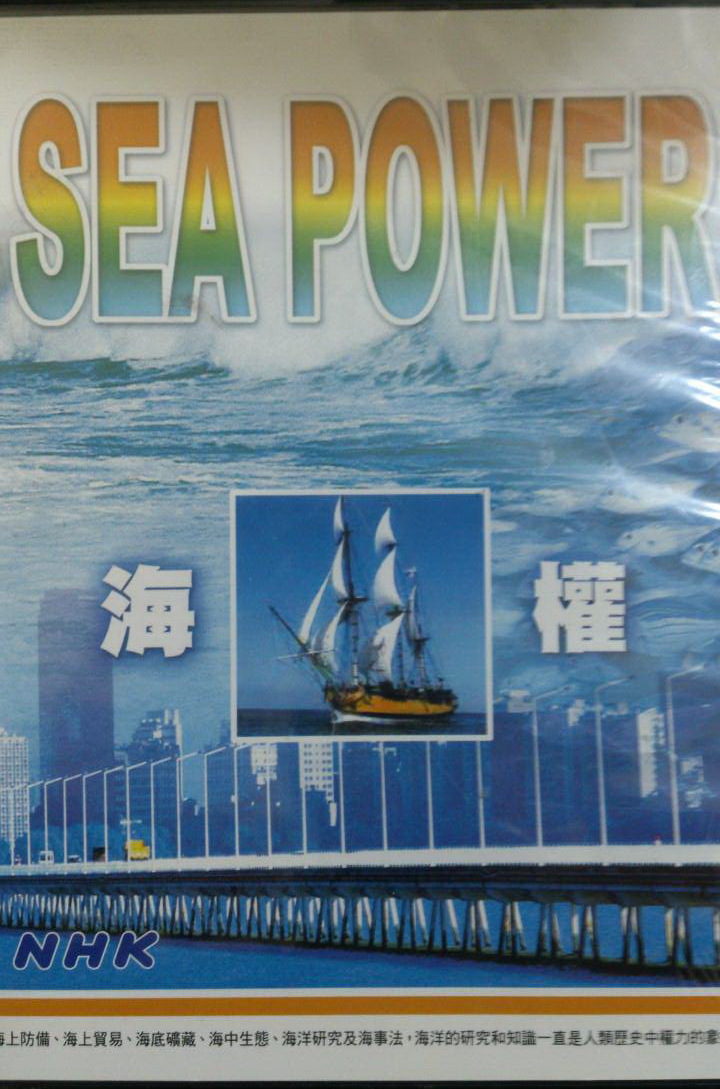 SEA POWER
海 權
NHK
海上防備、海上貿易、海底礦藏、海中生態、海洋研究及海事法，海洋的研究和知識一直是人類歷史中權力的